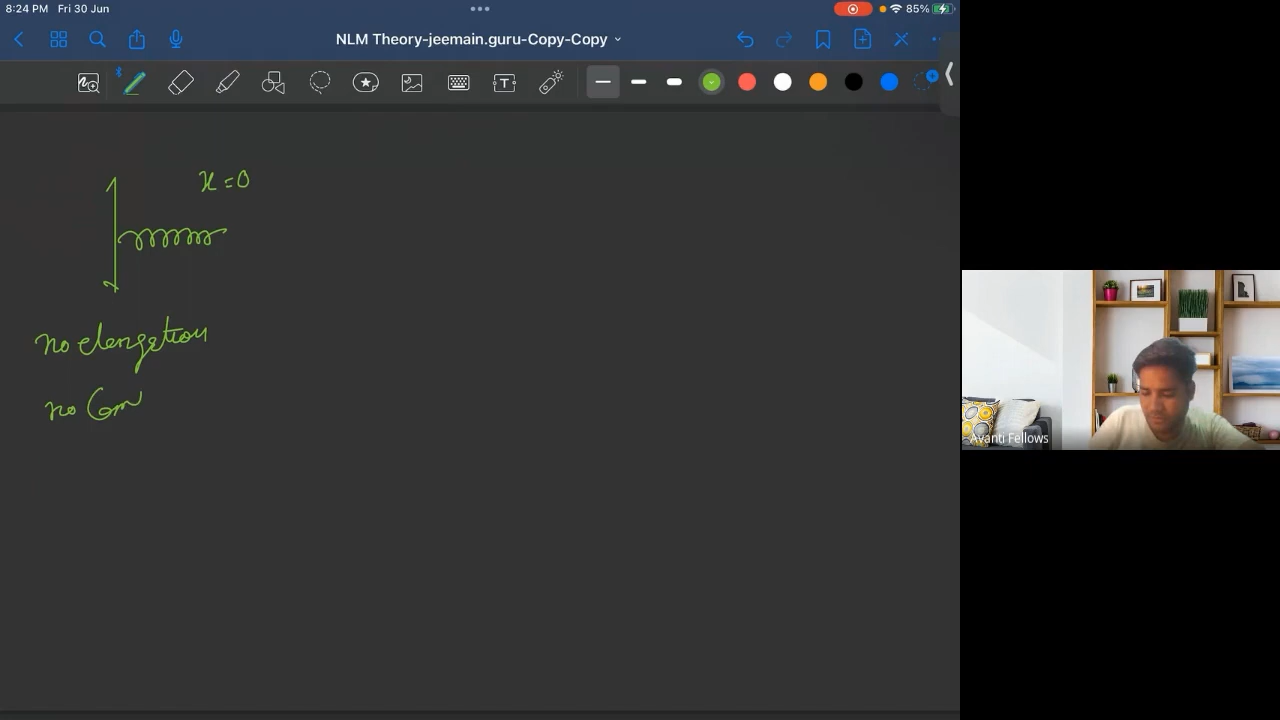 8:24 PM Fri 30 Jun
85%
NLM Theory-jeemain.guru-Copy-Copy
T
x = 0
no elongation
no Com
Avanti Fellows